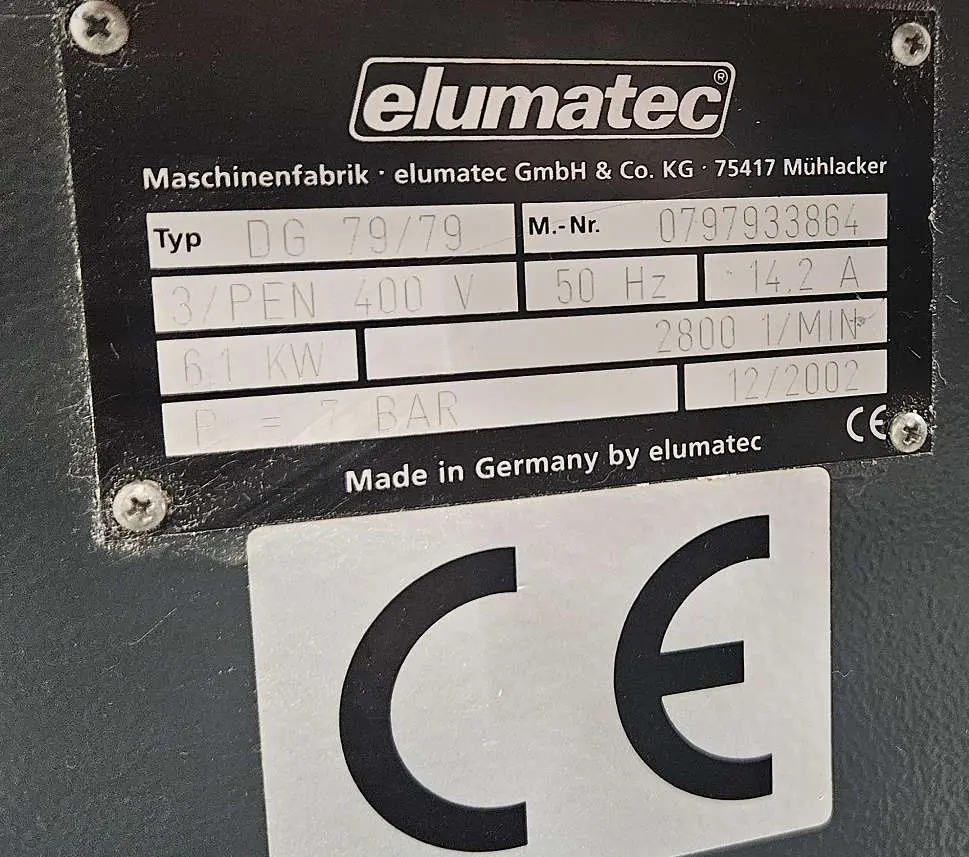 elumatec®
Maschinenfabrik · elumatec GmbH & Co. KG · 75417 Mühlacker
Typ DG 79/79 M.-Nr. 0797933864
3/PEN 400 V 50 Hz 14.2 A
6.1 KW 2800 1/MIN
P = 7 BAR 12/2002
CE
Made in Germany by elumatec
CE